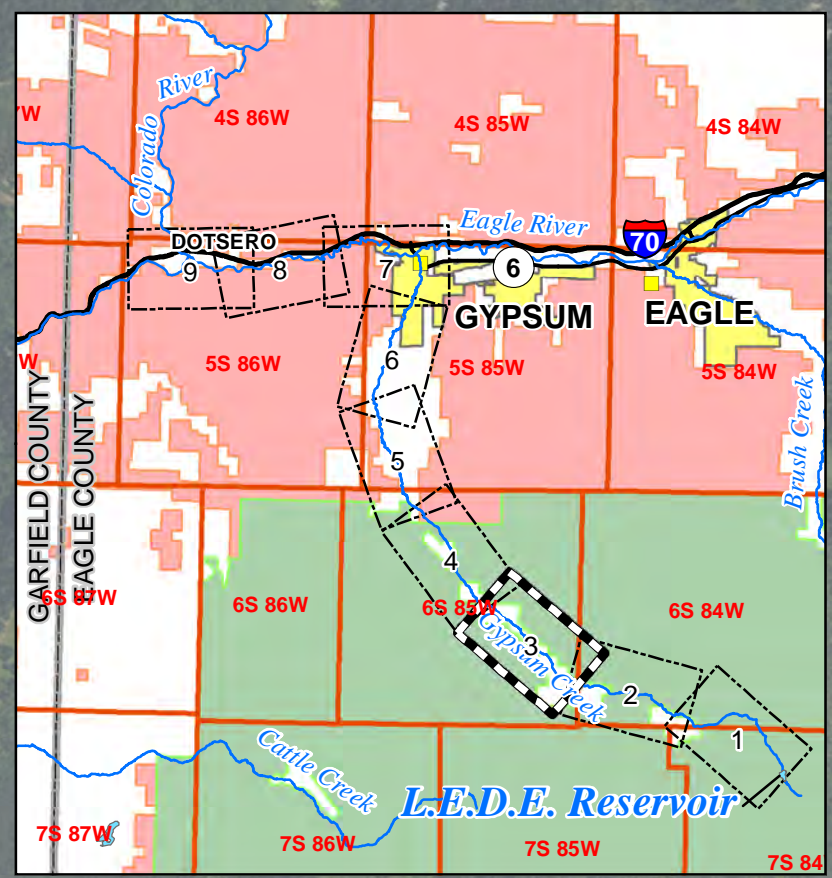 River
4S 86W
4S 85W
4S 84W
W
Colorado
Eagle River
DOTSERO
70
9
8
7
6
GYPSUM
EAGLE
6
W
5S 86W
5S 85W
5S 84W
GARFIELD COUNTY
EAGLE COUNTY
5
Brush Creek
4
6S 87W
6S 86W
6S 85W
6S 84W
Gypsum Creek
3
2
1
Cattle Creek
L.E.D.E. Reservoir
7S 87W
7S 86W
7S 85W
7S 84